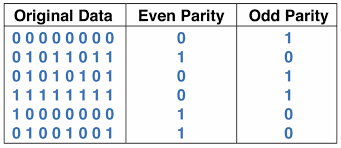 Original Data Even Parity Odd Parity
0 0 0 0 0 0 0 0 0 1
0 1 0 1 1 0 1 1 1 0
0 1 0 1 0 1 0 1 0 1
1 1 1 1 1 1 1 1 0 1
1 0 0 0 0 0 0 0 1 0
0 1 0 0 1 0 0 1 1 0